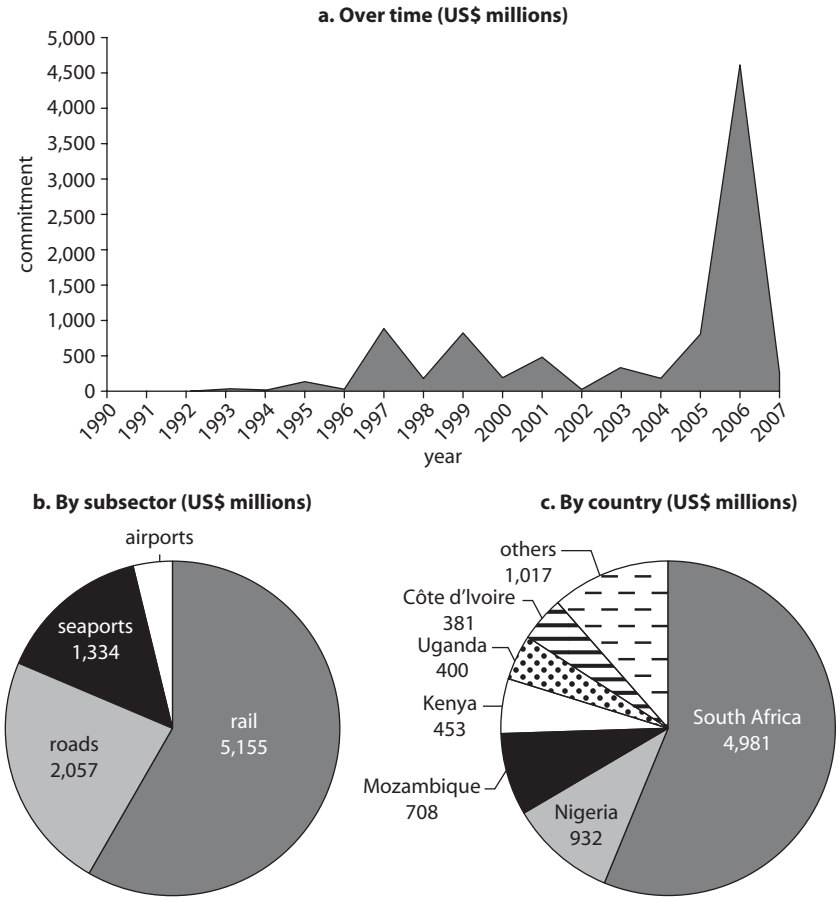 a. Over time (US$ millions)
5,000
4,500
4,000
3,500
3,000
2,500
2,000
1,500
1,000
500
0
commitment
1990
1991
1992
1993
1994
1995
1996
1997
1998
1999
2000
2001
2002
2003
2004
2005
2006
2007
year
b. By subsector (US$ millions)
airports
seaports
1,334
roads
2,057
rail
5,155
c. By country (US$ millions)
others
1,017
Côte d'Ivoire
381
Uganda
400
Kenya
453
Mozambique
708
Nigeria
932
South Africa
4,981